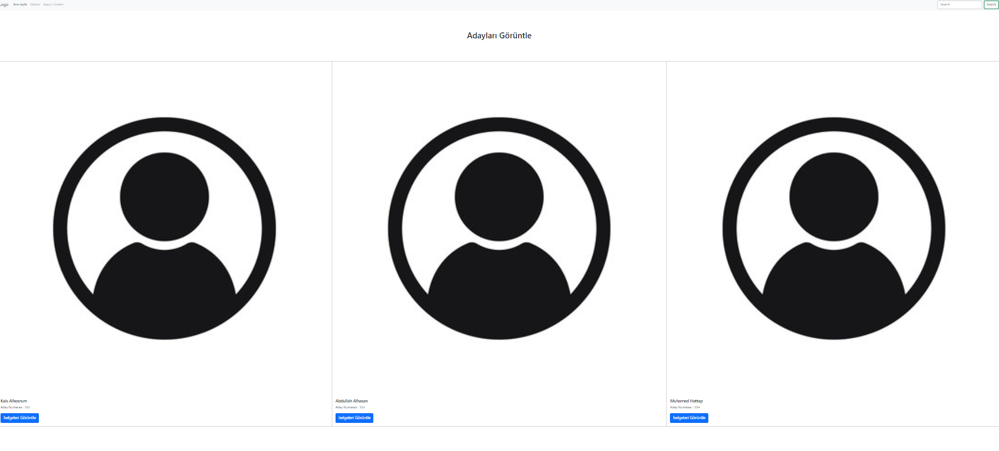 Logo Ana sayfa iletişim başvur Sistem Search Search
Adayları Görüntle
Kais Alhosrum
Aday Numarası : 552
belgeleri Görüntle
Abdullah Alhasan
Aday Numarası : 553
belgeleri Görüntle
Muhamed Hattap
Aday Numarası : 554
belgeleri Görüntle